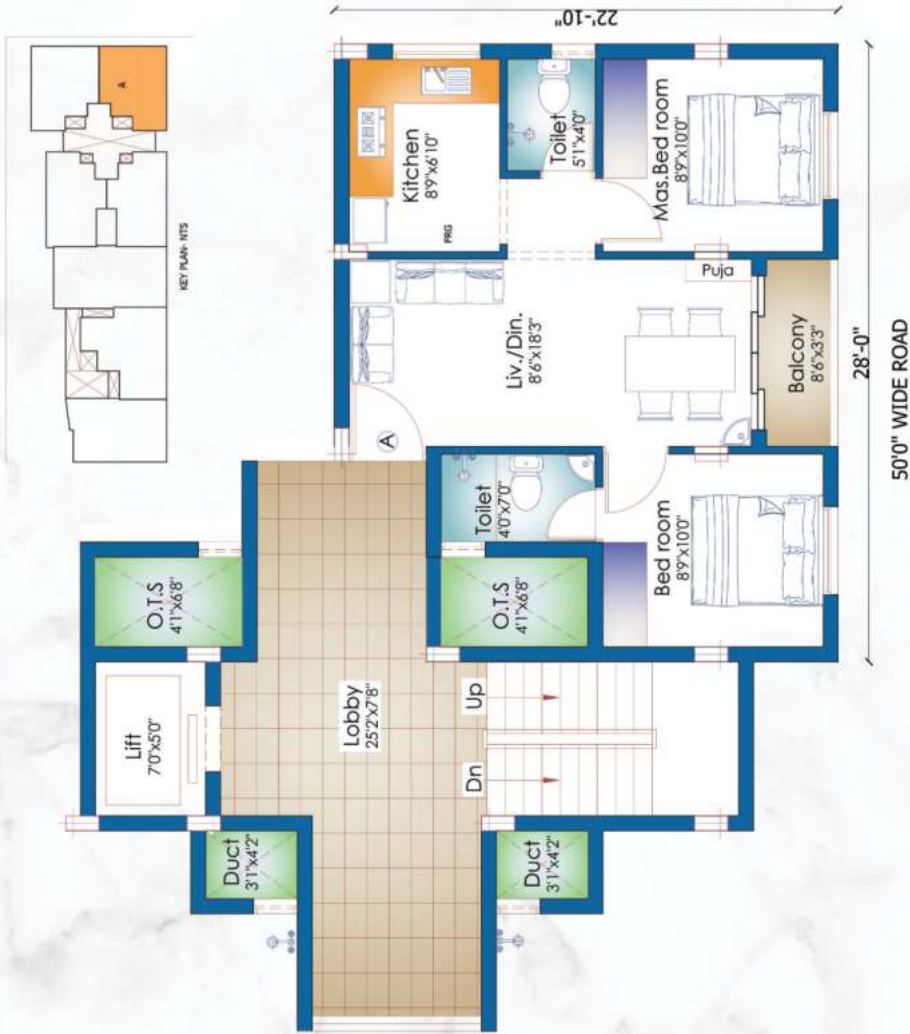 22'-10"
A
KEY PLAN- NTS
Kitchen
8'9"x6'10"
FRG
Toilet
5'1"x4'0"
Mas.Bed room
8'9"x10'0"
Liv./Din.
8'6"x18'3"
Puja
Balcony
8'6"x3'3"
28'-0"
50'0" WIDE ROAD
A
Toilet
4'0"x7'0"
Bed room
8'9"x10'0"
O.T.S
4'1"x6'8"
O.T.S
4'1"x6'8"
Lift
7'0"x5'0"
Lobby
25'2"x7'8"
Up
Dn
Duct
3'1"x4'2"
Duct
3'1"x4'2"